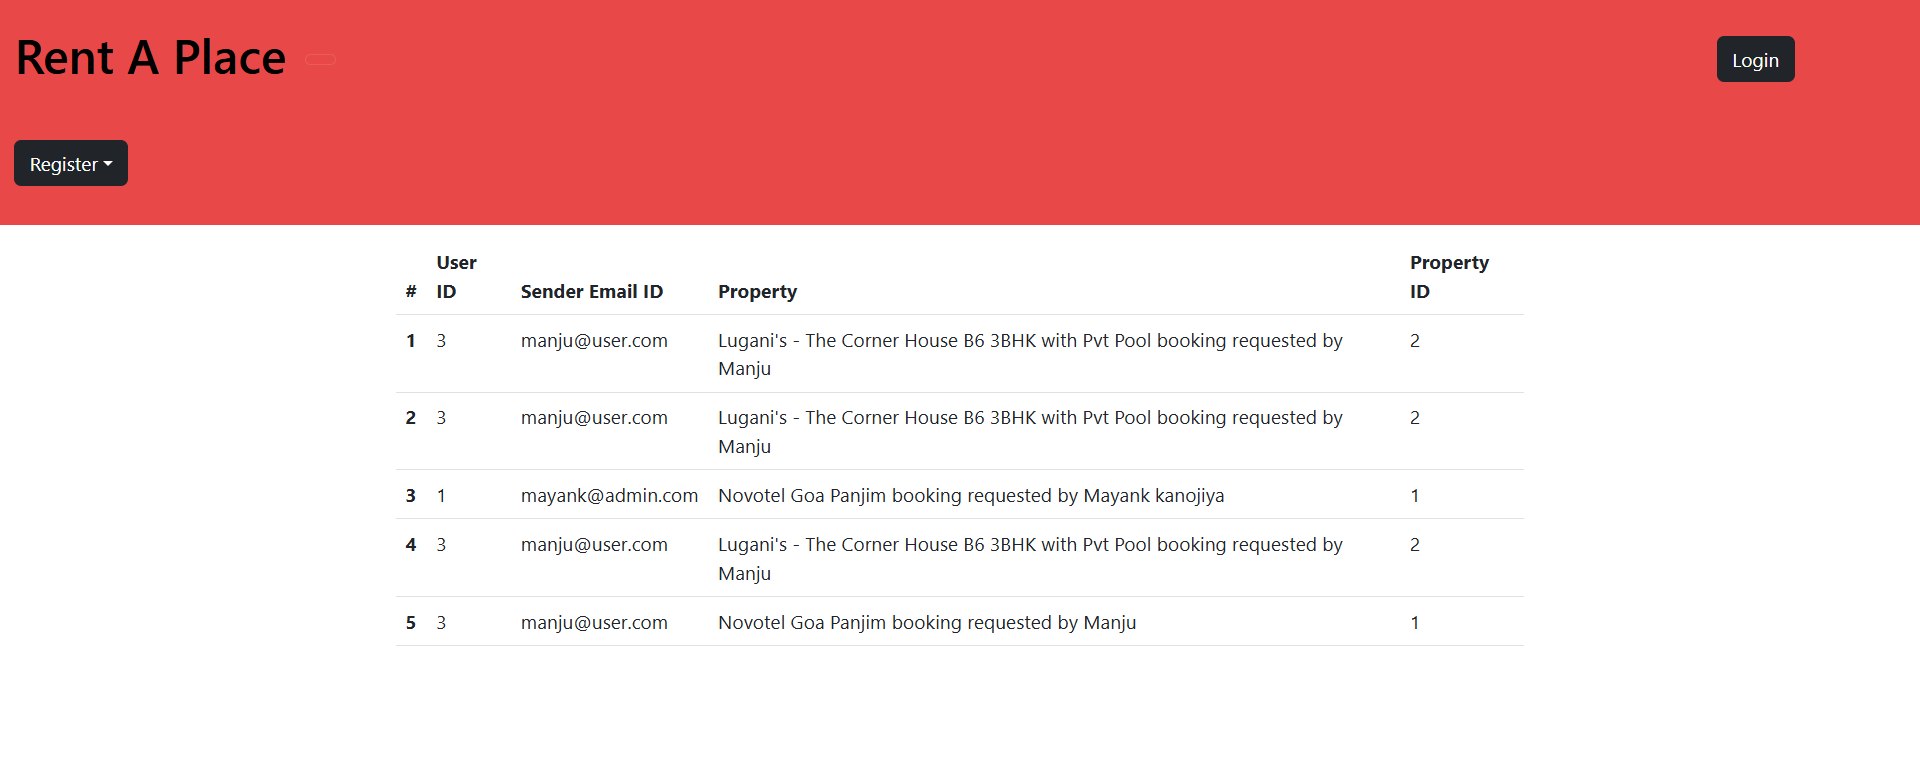 Rent A Place
Login
Register
User
ID
# Sender Email ID Property
Property
ID
1 3 manju@user.com Lugani's - The Corner House B6 3BHK with Pvt Pool booking requested by 2
Manju
2 3 manju@user.com Lugani's - The Corner House B6 3BHK with Pvt Pool booking requested by 2
Manju
3 1 mayank@admin.com Novotel Goa Panjim booking requested by Mayank kanojiya 1
4 3 manju@user.com Lugani's - The Corner House B6 3BHK with Pvt Pool booking requested by 2
Manju
5 3 manju@user.com Novotel Goa Panjim booking requested by Manju 1